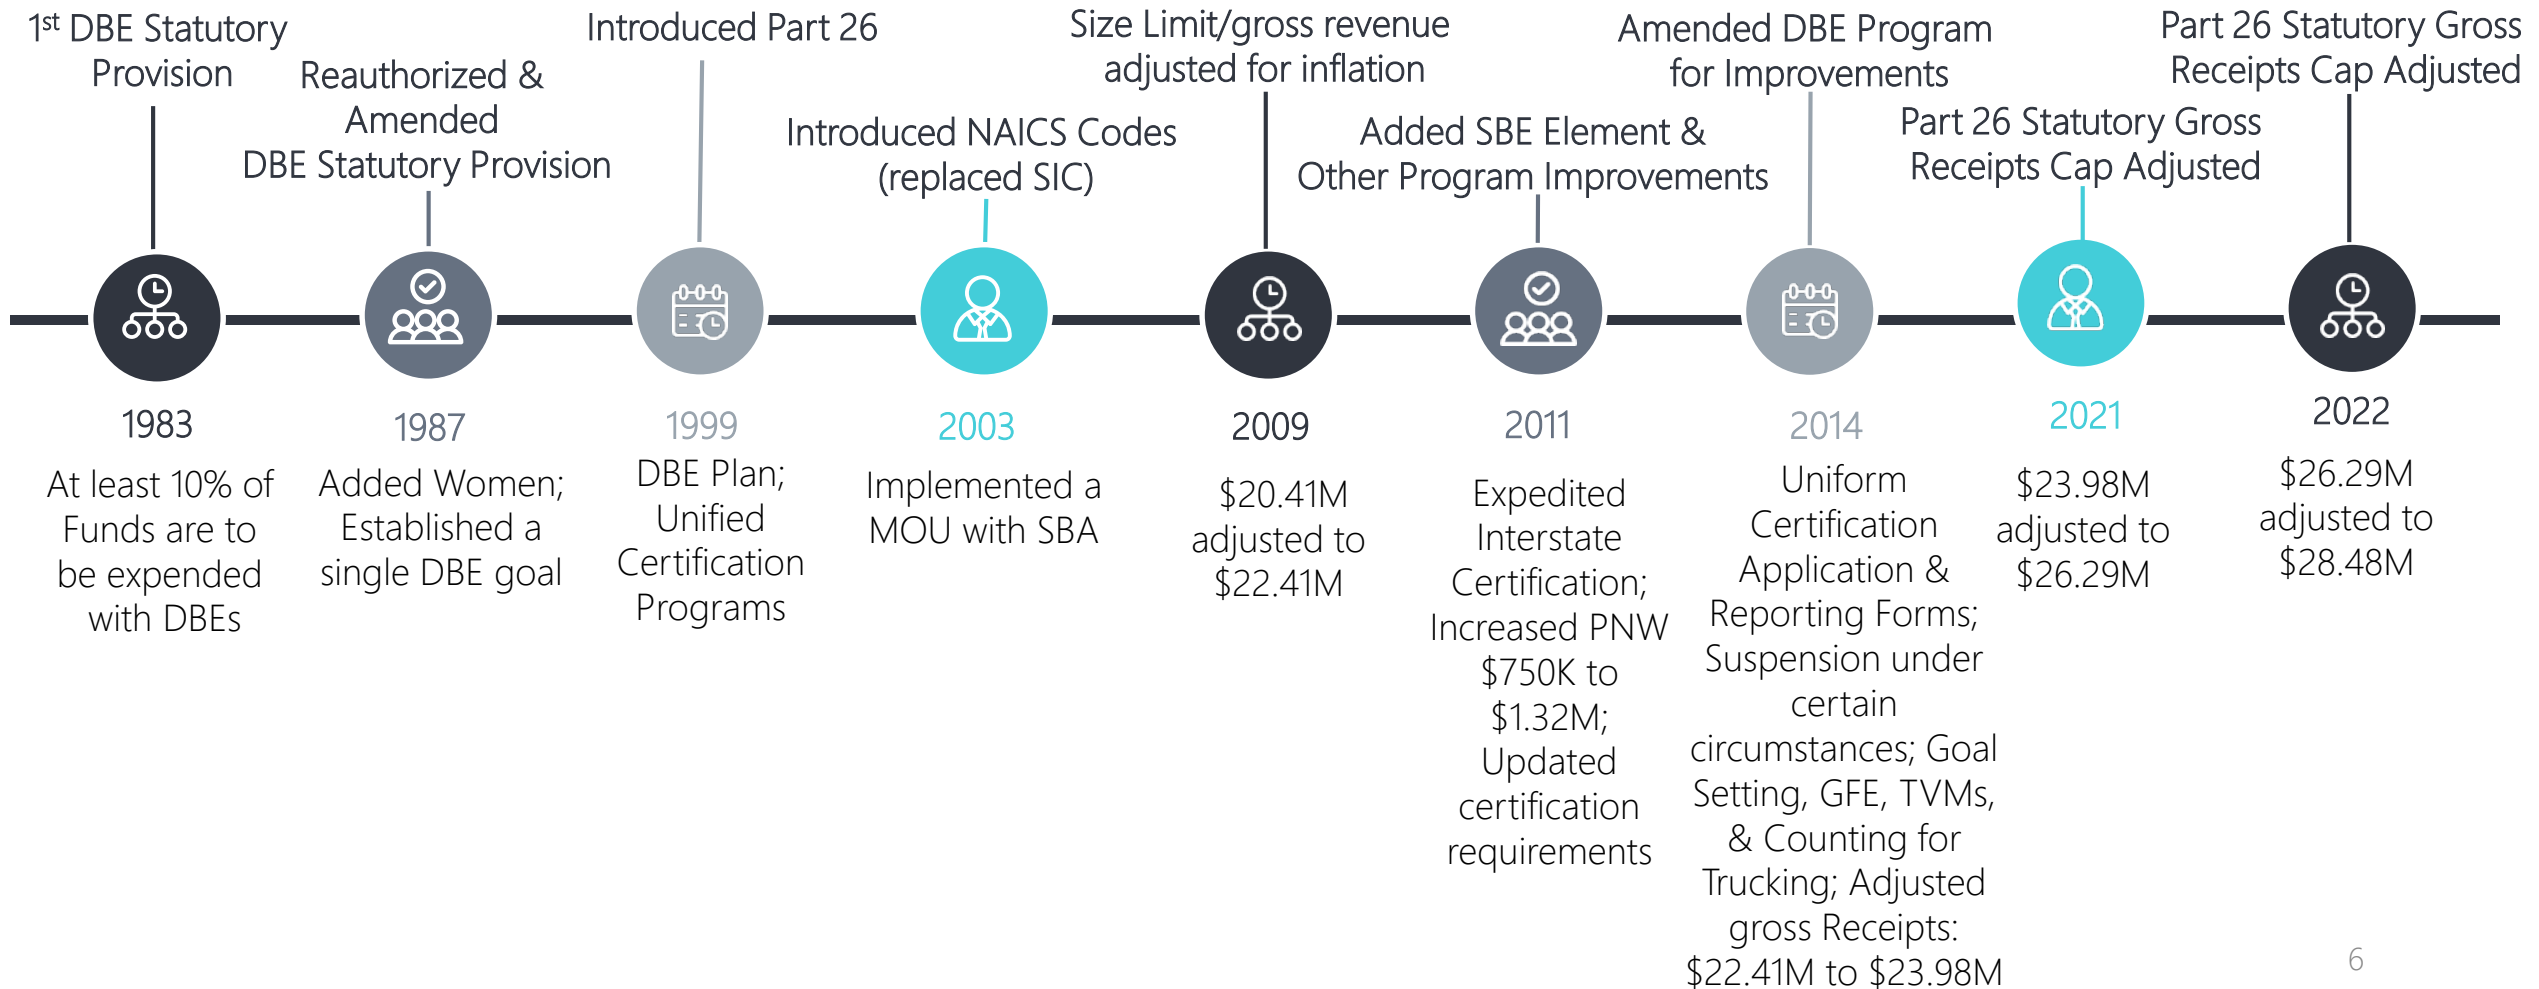 1st DBE Statutory
Provision
Reauthorized &
Amended
DBE Statutory Provision
Introduced Part 26
Introduced NAICS Codes
(replaced SIC)
Size Limit/gross revenue
adjusted for inflation
Added SBE Element &
Other Program Improvements
Amended DBE Program
for Improvements
Part 26 Statutory Gross
Receipts Cap Adjusted
Part 26 Statutory Gross
Receipts Cap Adjusted
1983
At least 10% of
Funds are to
be expended
with DBEs
1987
Added Women;
Established a
single DBE goal
1999
DBE Plan;
Unified
Certification
Programs
2003
Implemented a
MOU with SBA
2009
$20.41M
adjusted to
$22.41M
2011
Expedited
Interstate
Certification;
Increased PNW
$750K to
$1.32M;
Updated
certification
requirements
2014
Uniform
Certification
Application &
Reporting Forms;
Suspension under
certain
circumstances; Goal
Setting, GFE, TVMs,
& Counting for
Trucking; Adjusted
gross Receipts:
$22.41M to $23.98M
2021
$23.98M
adjusted to
$26.29M
2022
$26.29M
adjusted to
$28.48M
6